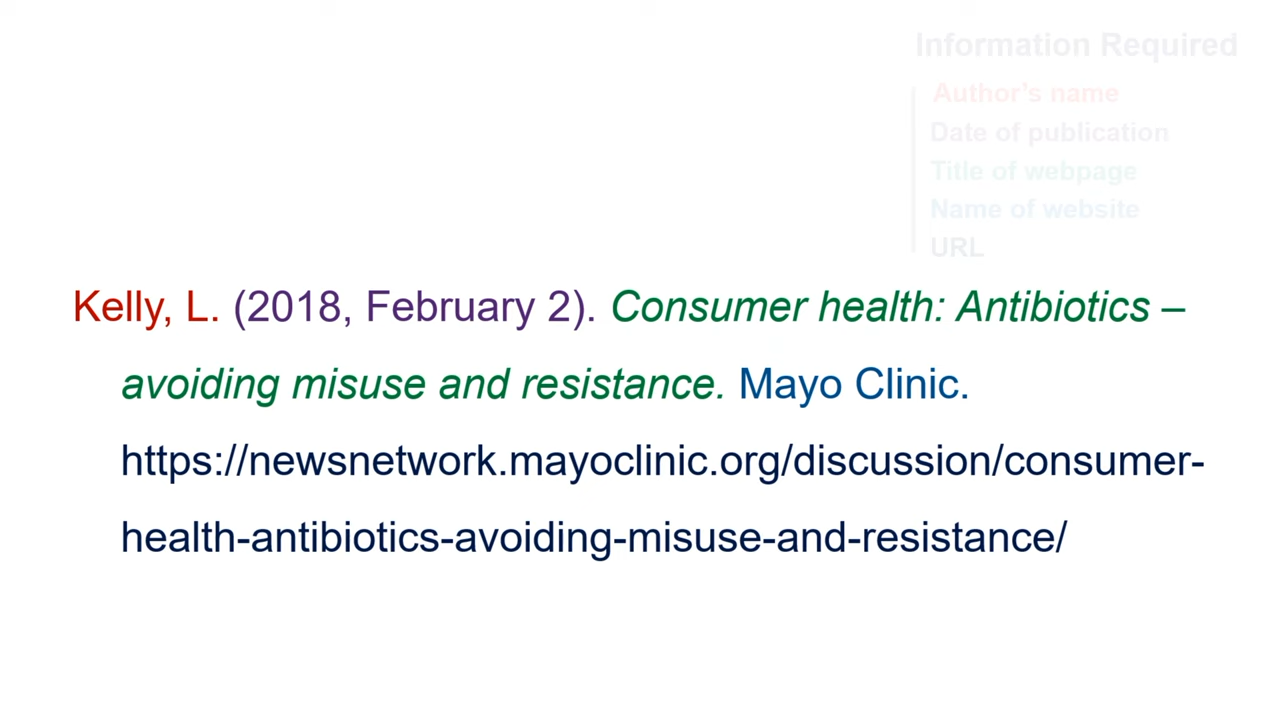 Information Required
Author's name
Date of publication
Title of webpage
Name of website
URL
Kelly, L. (2018, February 2). Consumer health: Antibiotics –
avoiding misuse and resistance. Mayo Clinic.
https://newsnetwork.mayoclinic.org/discussion/consumer-
health-antibiotics-avoiding-misuse-and-resistance/